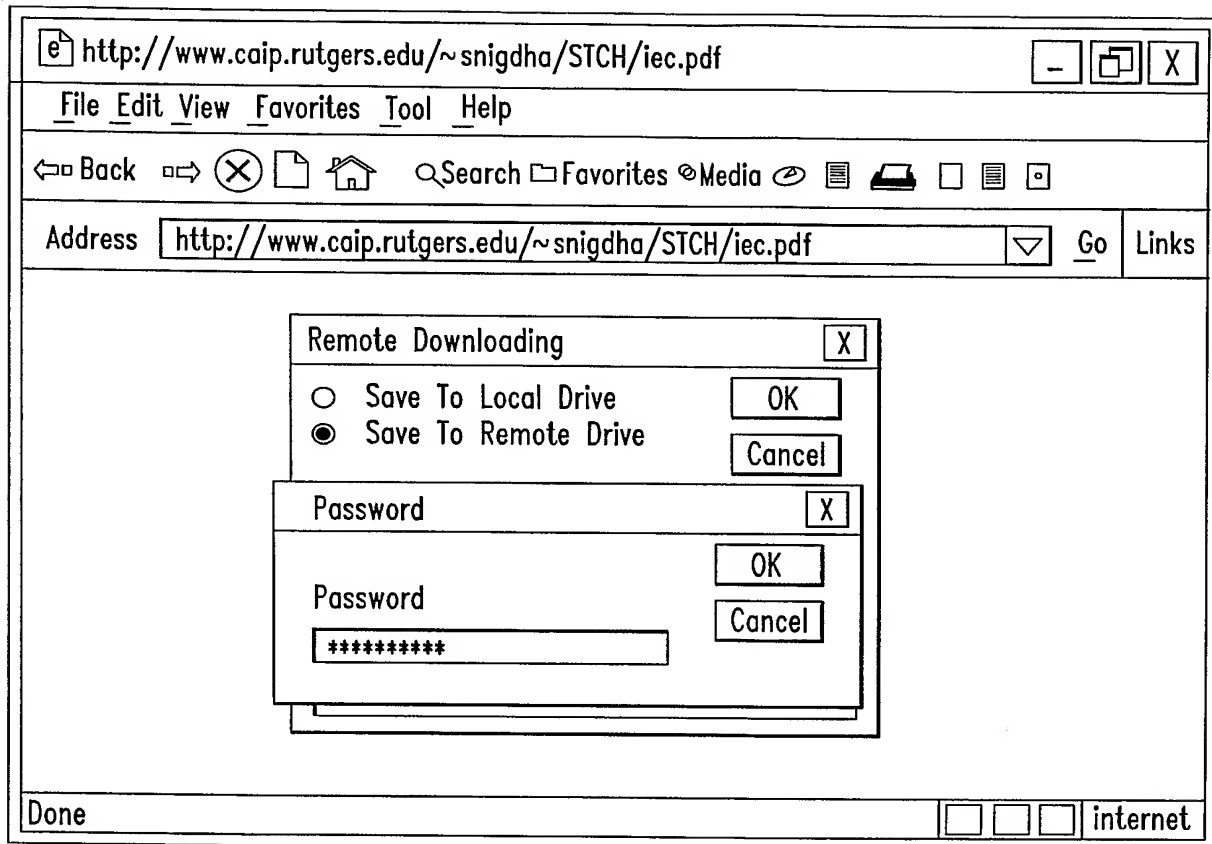 http://www.caip.rutgers.edu/~snigdha/STCH/iec.pdf
File Edit View Favorites Tool Help
Back Search Favorites Media
Address http://www.caip.rutgers.edu/~snigdha/STCH/iec.pdf Go Links
Remote Downloading X
Save To Local Drive OK
Save To Remote Drive
Cancel
Password X
OK
Password
Cancel
**********
Done internet